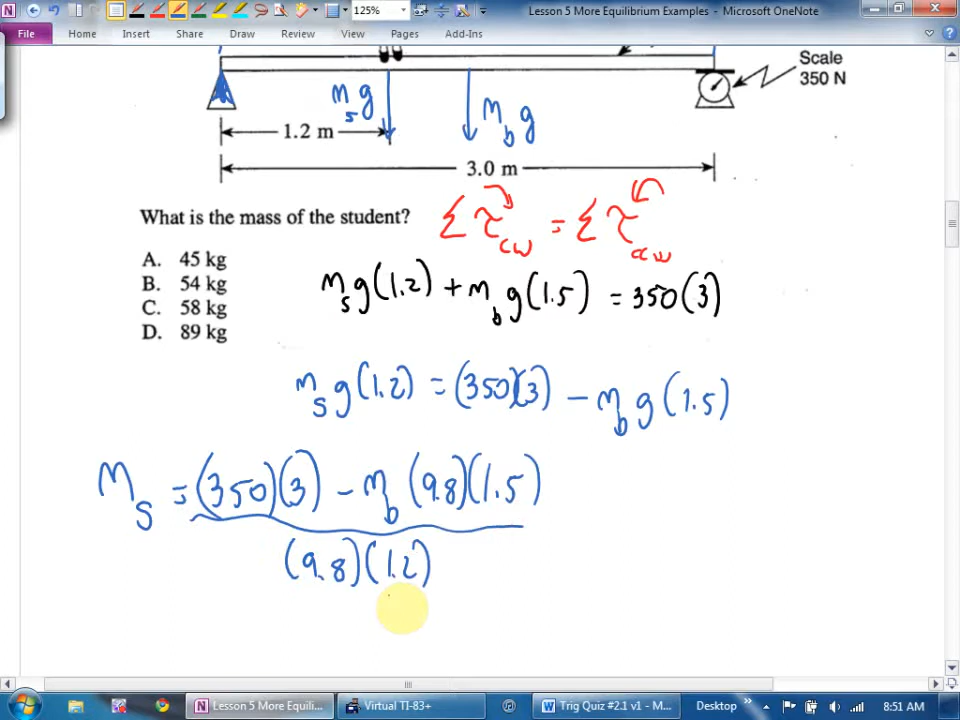 125%
Lesson 5 More Equilibrium Examples - Microsoft OneNote
File Home Insert Share Draw Review View Pages Add-Ins
Scale
350 N
m_s g
m_b g
1.2 m
3.0 m
What is the mass of the student?
Σ τ_cw = Σ τ_ccw
A. 45 kg
B. 54 kg
C. 58 kg
D. 89 kg
m_s g(1.2) + m_b g(1.5) = 350(3)
m_s g(1.2) = (350)(3) - m_b g(1.5)
M_s = (350)(3) - m_b(9.8)(1.5)
(9.8)(1.2)
Lesson 5 More Equili... Virtual TI-83+ Trig Quiz #2.1 v1 - M... Desktop 8:51 AM